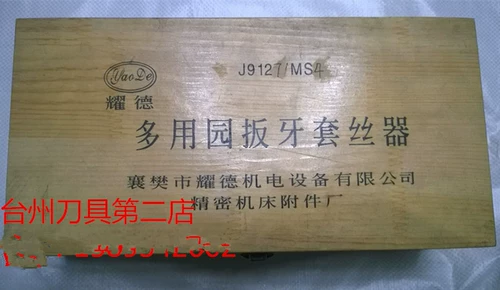 YaoDe
J9127/MS4
耀德
多用园扳牙套丝器
襄樊市耀德机电设备有限公司
精密机床附件厂
台州刀具第二店